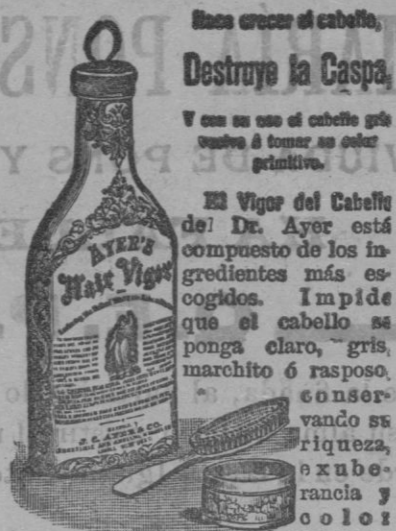 Hace crecer el cabello,
Destruye la Caspa,
Y con su uso el cabello gris
vuelve á tomar su color
primitivo.
El Vigor del Cabello
del Dr. Ayer está
compuesto de los in-
gredientes más es-
cogidos. Impide
que el cabello se
ponga claro, gris,
marchito ó rasposo,
conser-
vando su
riqueza,
exube-
rancia y
color
AYER'S
Hair Vigor
J. C. AYER & CO.